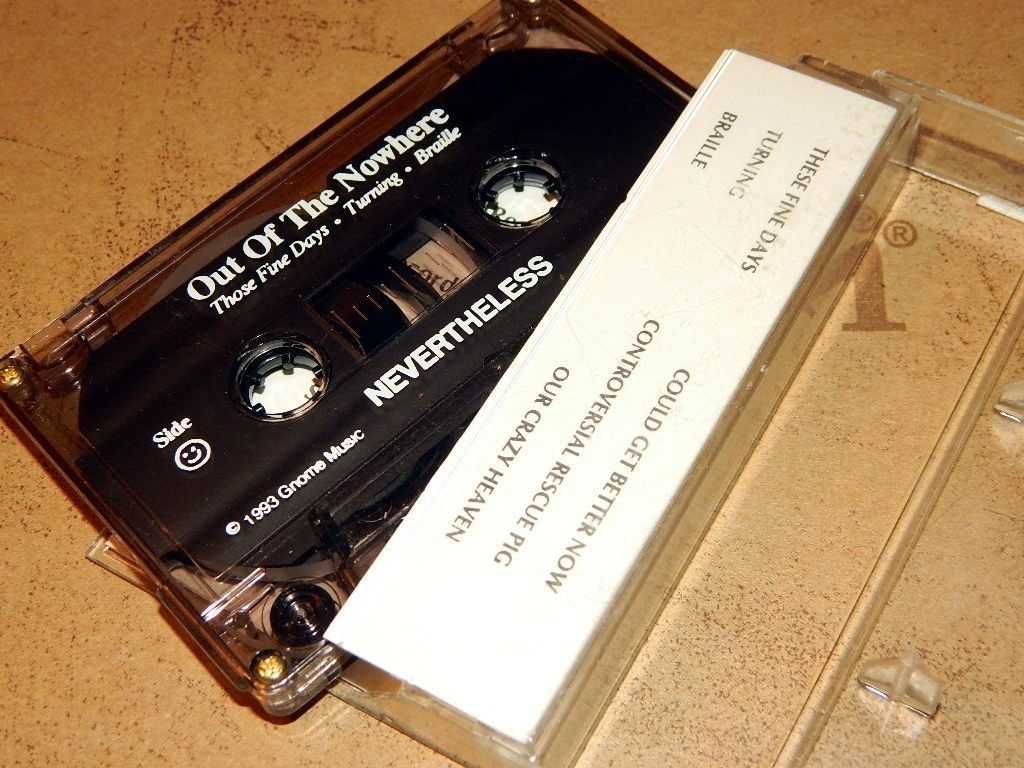 Out Of The Nowhere
Those Fine Days • Turning • Braille
NEVERTHELESS
Side
© 1993 Gnome Music
THESE FINE DAYS
TURNING
BRAILLE
COULD GET BETTER NOW
CONTROVERSIAL RESCUE PIG
OUR CRAZY HEAVEN
®